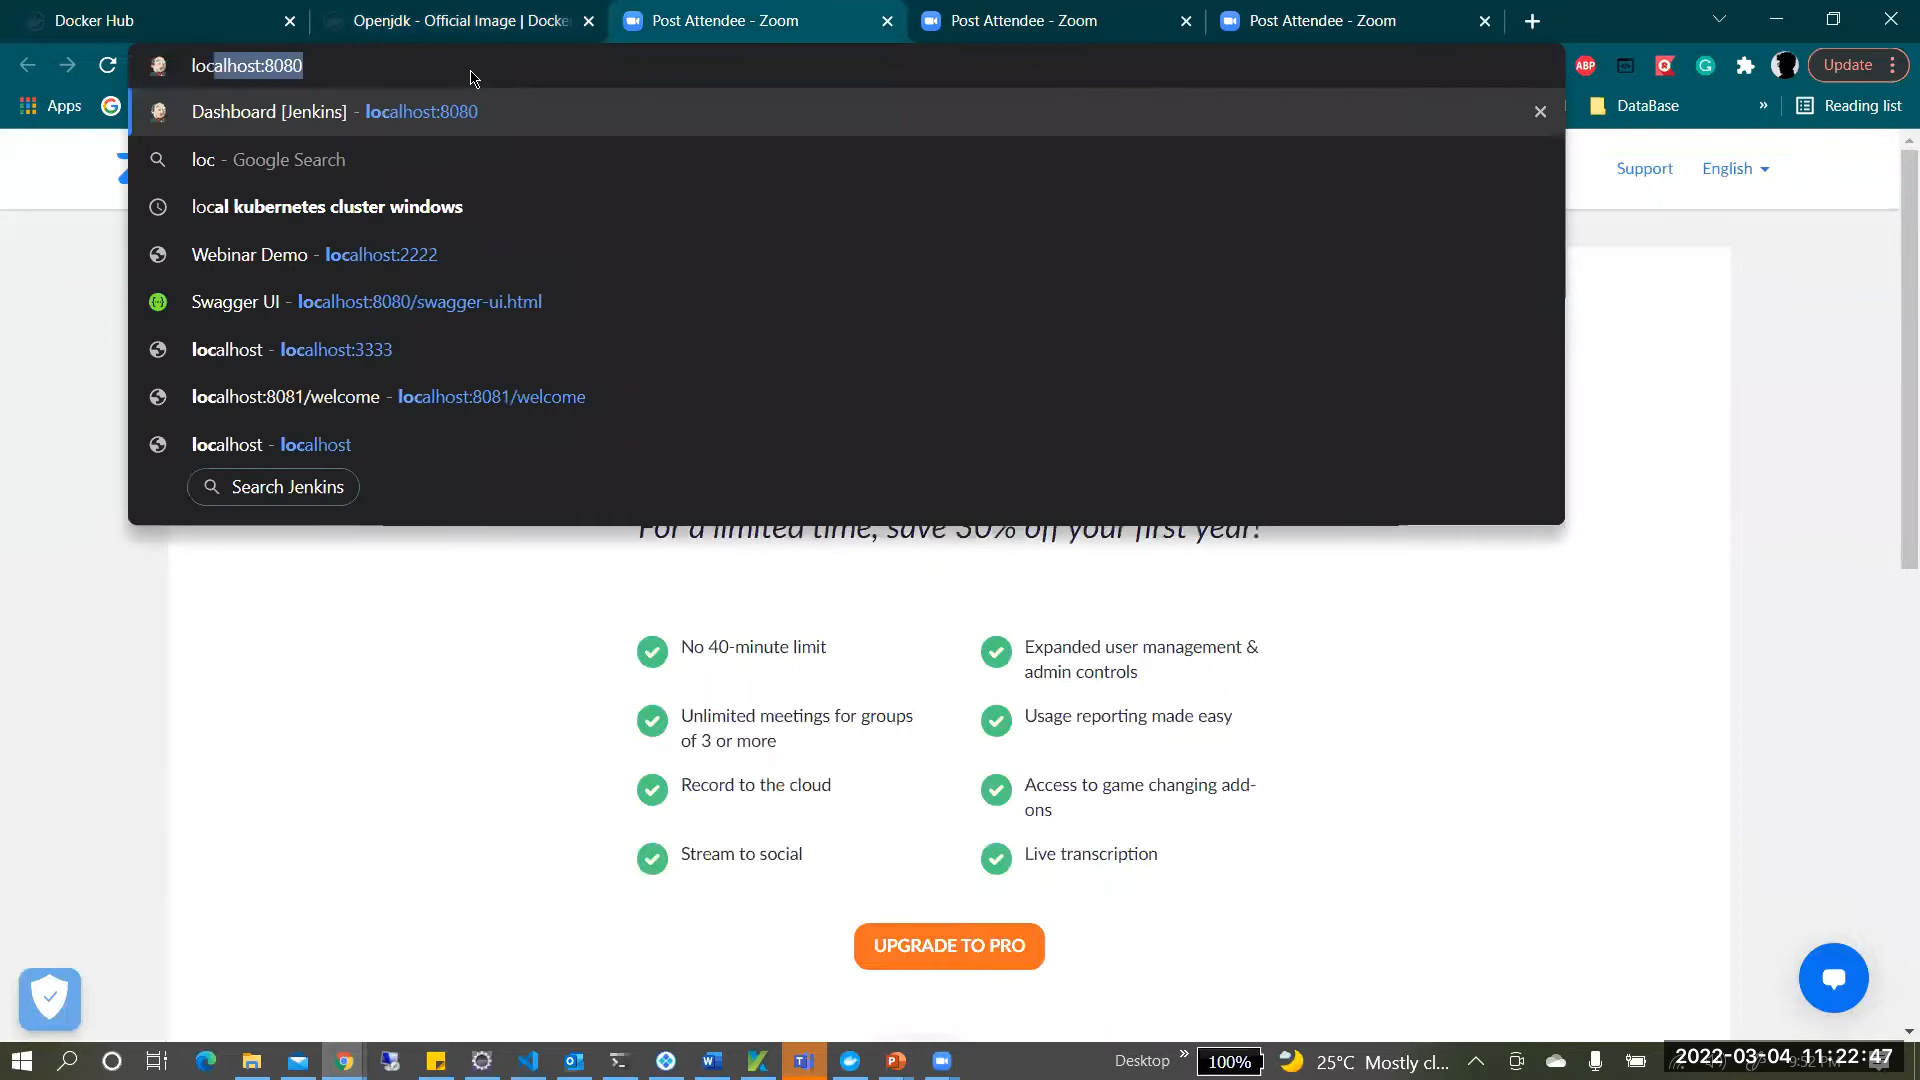 Docker Hub
Openjdk - Official Image | Docke
Post Attendee - Zoom
Post Attendee - Zoom
Post Attendee - Zoom
localhost:8080
ABP
Update
Apps
DataBase
»
Reading list
Dashboard [Jenkins] - localhost:8080
loc - Google Search
local kubernetes cluster windows
Webinar Demo - localhost:2222
Swagger UI - localhost:8080/swagger-ui.html
localhost - localhost:3333
localhost:8081/welcome - localhost:8081/welcome
localhost - localhost
Search Jenkins
Support
English
For a limited time, save 30% off your first year!
No 40-minute limit
Unlimited meetings for groups
of 3 or more
Record to the cloud
Stream to social
Expanded user management &
admin controls
Usage reporting made easy
Access to game changing add-
ons
Live transcription
UPGRADE TO PRO
Desktop
»
100%
25°C Mostly cl...
2022-03-04 11:22:47